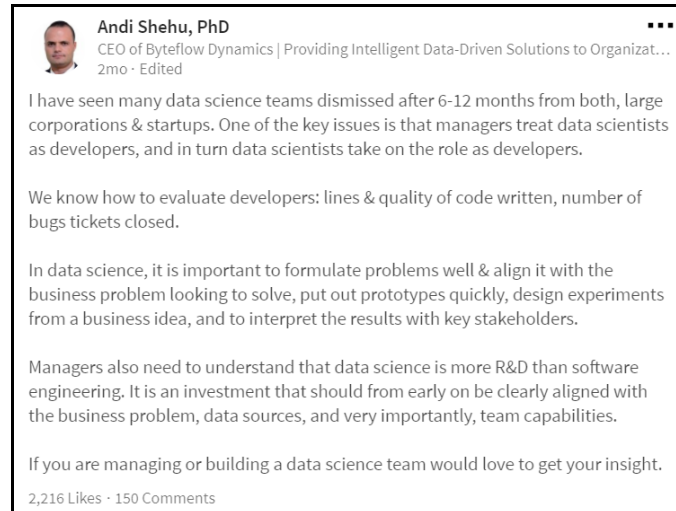 Andi Shehu, PhD
CEO of Byteflow Dynamics | Providing Intelligent Data-Driven Solutions to Organizat...
2mo · Edited
I have seen many data science teams dismissed after 6-12 months from both, large
corporations & startups. One of the key issues is that managers treat data scientists
as developers, and in turn data scientists take on the role as developers.
We know how to evaluate developers: lines & quality of code written, number of
bugs tickets closed.
In data science, it is important to formulate problems well & align it with the
business problem looking to solve, put out prototypes quickly, design experiments
from a business idea, and to interpret the results with key stakeholders.
Managers also need to understand that data science is more R&D than software
engineering. It is an investment that should from early on be clearly aligned with
the business problem, data sources, and very importantly, team capabilities.
If you are managing or building a data science team would love to get your insight.
2,216 Likes · 150 Comments